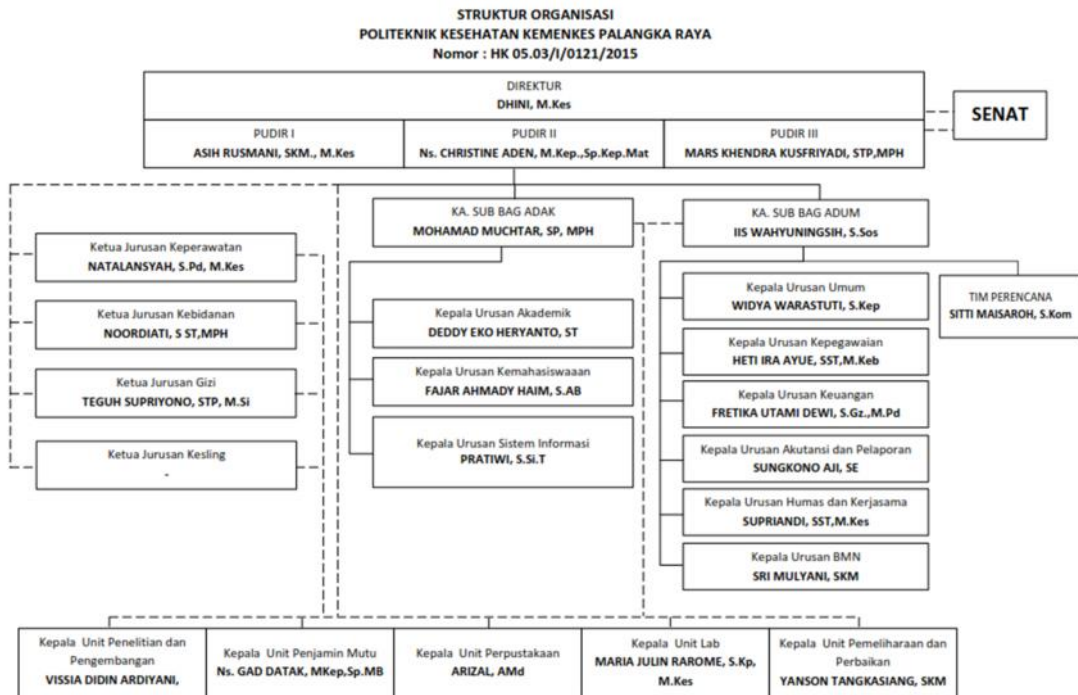 STRUKTUR ORGANISASI
POLITEKNIK KESEHATAN KEMENKES PALANGKA RAYA
Nomor : HK 05.03/I/0121/2015
DIREKTUR
DHINI, M.Kes
SENAT
PUDIR I
ASIH RUSMANI, SKM., M.Kes
PUDIR II
Ns. CHRISTINE ADEN, M.Kep.,Sp.Kep.Mat
PUDIR III
MARS KHENDRA KUSFRIYADI, STP,MPH
KA. SUB BAG ADAK
MOHAMAD MUCHTAR, SP, MPH
KA. SUB BAG ADUM
IIS WAHYUNINGSIH, S.Sos
Ketua Jurusan Keperawatan
NATALANSYAH, S.Pd, M.Kes
Ketua Jurusan Kebidanan
NOORDIATI, S ST,MPH
Ketua Jurusan Gizi
TEGUH SUPRIYONO, STP, M.Si
Ketua Jurusan Kesling
-
Kepala Urusan Akademik
DEDDY EKO HERYANTO, ST
Kepala Urusan Kemahasiswaaan
FAJAR AHMADY HAIM, S.AB
Kepala Urusan Sistem Informasi
PRATIWI, S.Si.T
Kepala Urusan Umum
WIDYA WARASTUTI, S.Kep
Kepala Urusan Kepegawaian
HETI IRA AYUE, SST,M.Keb
Kepala Urusan Keuangan
FRETIKA UTAMI DEWI, S.Gz.,M.Pd
Kepala Urusan Akutansi dan Pelaporan
SUNGKONO AJI, SE
Kepala Urusan Humas dan Kerjasama
SUPRIANDI, SST,M.Kes
Kepala Urusan BMN
SRI MULYANI, SKM
TIM PERENCANA
SITTI MAISAROH, S.Kom
Kepala Unit Penelitian dan
Pengembangan
VISSIA DIDIN ARDIYANI,
Kepala Unit Penjamin Mutu
Ns. GAD DATAK, MKep,Sp.MB
Kepala Unit Perpustakaan
ARIZAL, AMd
Kepala Unit Lab
MARIA JULIN RAROME, S.Kp,
M.Kes
Kepala Unit Pemeliharaan dan
Perbaikan
YANSON TANGKASIANG, SKM